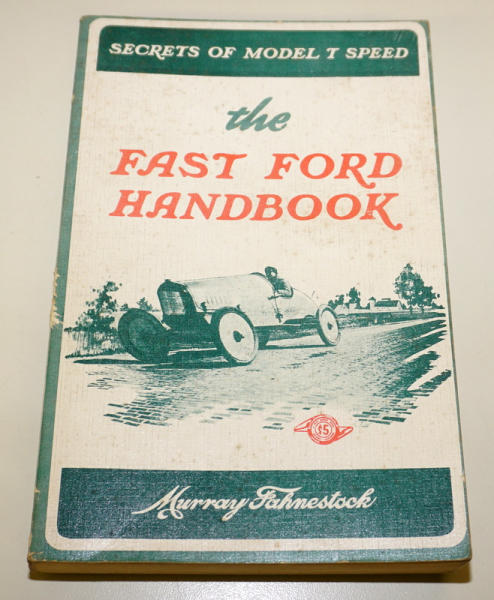 SECRETS OF MODEL T SPEED
the
FAST FORD
HANDBOOK
Murray Fahnestock